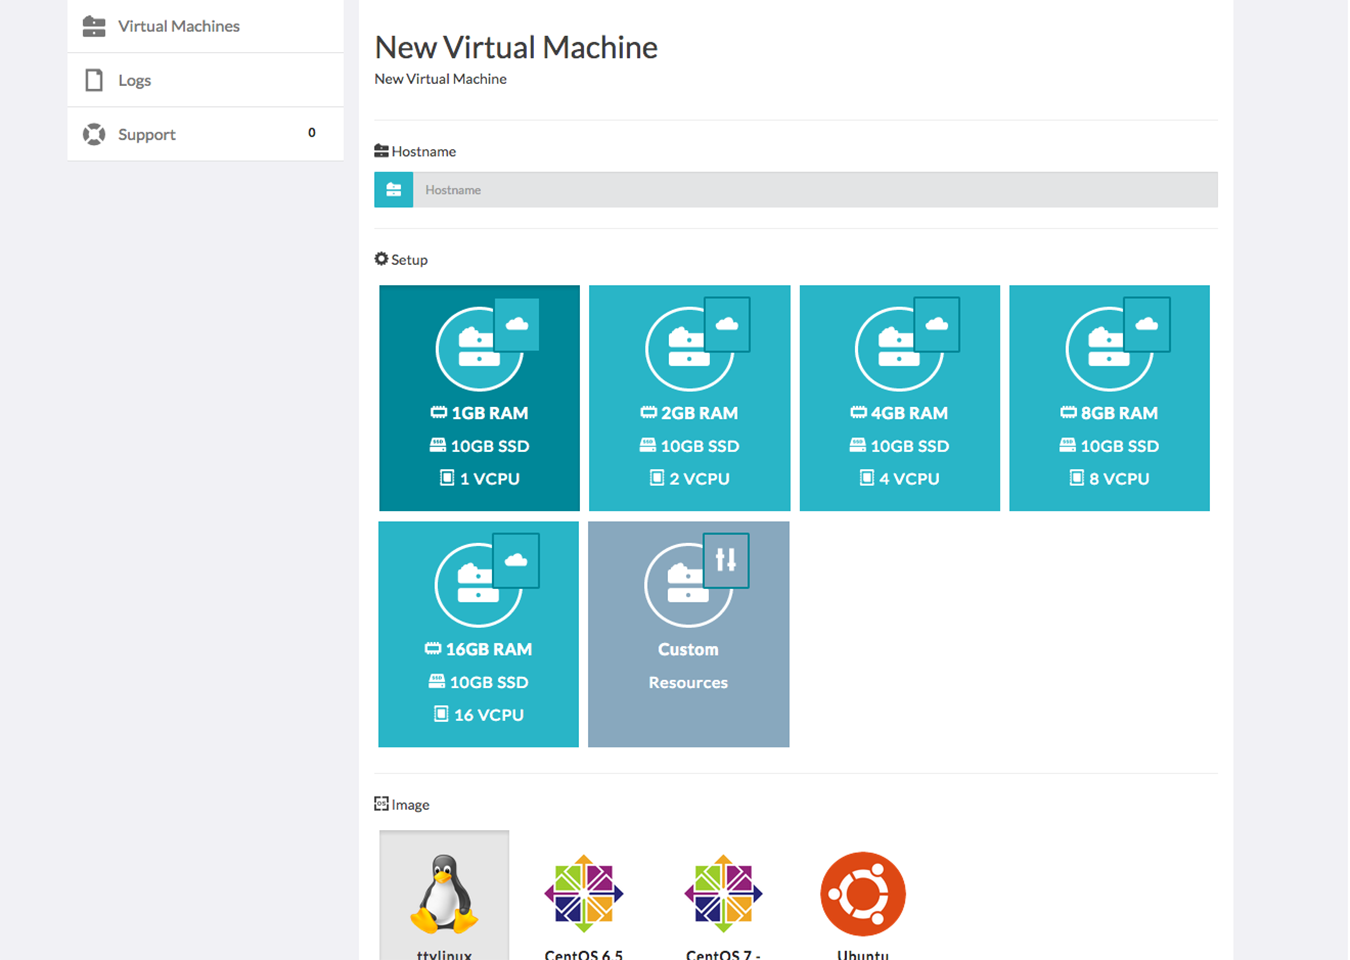 Virtual Machines
Logs
Support 0
New Virtual Machine
New Virtual Machine
Hostname
Hostname
Setup
1GB RAM
10GB SSD
1 VCPU
2GB RAM
10GB SSD
2 VCPU
4GB RAM
10GB SSD
4 VCPU
8GB RAM
10GB SSD
8 VCPU
16GB RAM
10GB SSD
16 VCPU
Custom
Resources
Image
ttylinux
CentOS 6.5
CentOS 7 -
Ubuntu